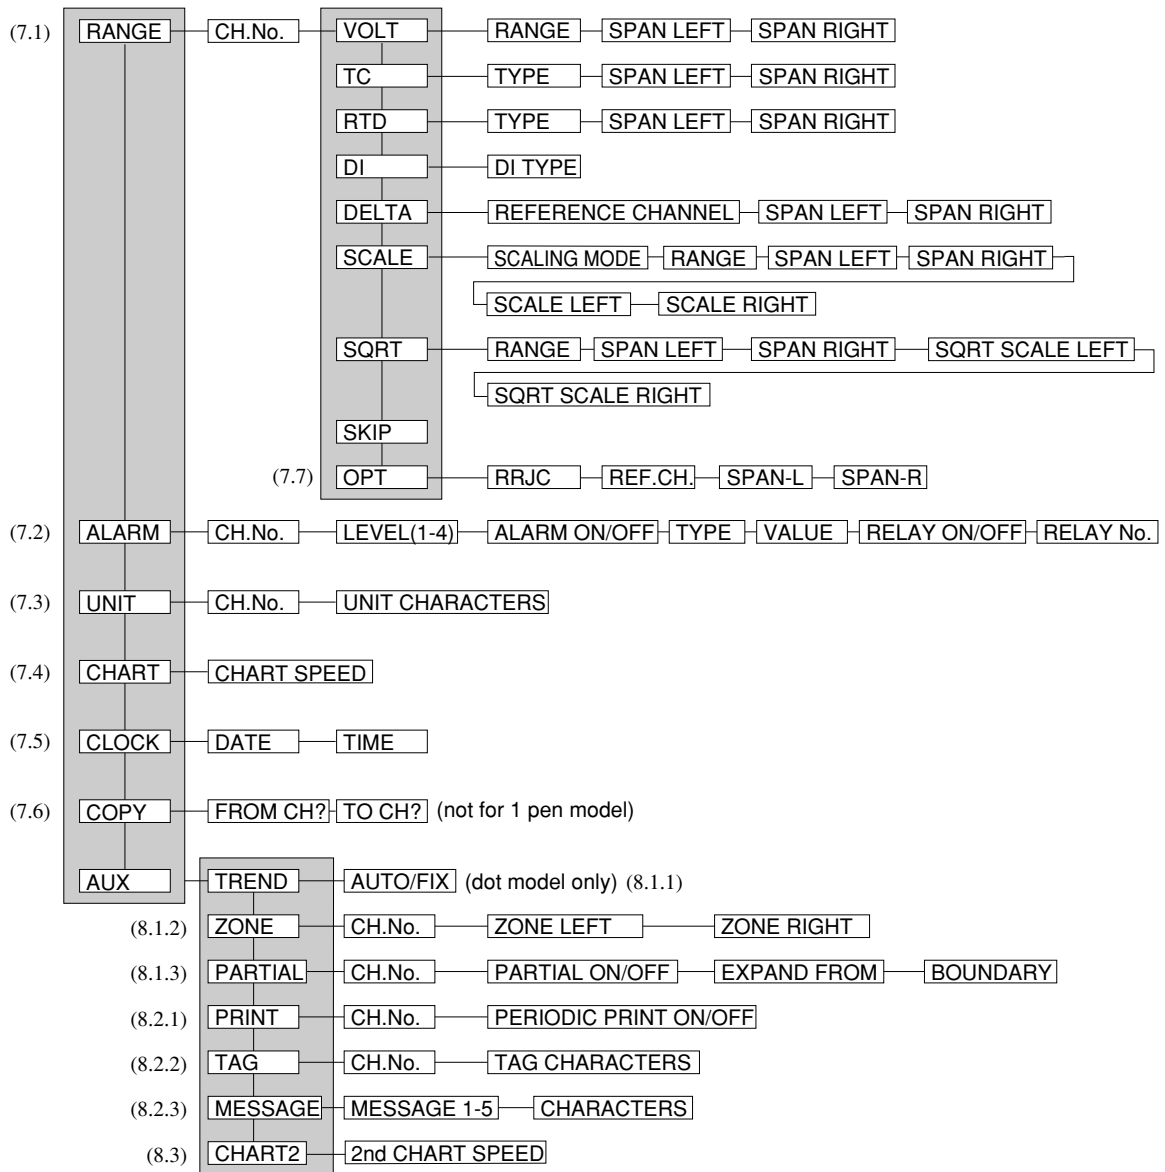 (7.1) RANGE CH.No. VOLT RANGE SPAN LEFT SPAN RIGHT
TC TYPE SPAN LEFT SPAN RIGHT
RTD TYPE SPAN LEFT SPAN RIGHT
DI DI TYPE
DELTA REFERENCE CHANNEL SPAN LEFT SPAN RIGHT
SCALE SCALING MODE RANGE SPAN LEFT SPAN RIGHT
SCALE LEFT SCALE RIGHT
SQRT RANGE SPAN LEFT SPAN RIGHT SQRT SCALE LEFT
SQRT SCALE RIGHT
SKIP
(7.7) OPT RRJC REF.CH. SPAN-L SPAN-R
(7.2) ALARM CH.No. LEVEL(1-4) ALARM ON/OFF TYPE VALUE RELAY ON/OFF RELAY No.
(7.3) UNIT CH.No. UNIT CHARACTERS
(7.4) CHART CHART SPEED
(7.5) CLOCK DATE TIME
(7.6) COPY FROM CH? TO CH? (not for 1 pen model)
AUX TREND AUTO/FIX (dot model only) (8.1.1)
(8.1.2) ZONE CH.No. ZONE LEFT ZONE RIGHT
(8.1.3) PARTIAL CH.No. PARTIAL ON/OFF EXPAND FROM BOUNDARY
(8.2.1) PRINT CH.No. PERIODIC PRINT ON/OFF
(8.2.2) TAG CH.No. TAG CHARACTERS
(8.2.3) MESSAGE MESSAGE 1-5 CHARACTERS
(8.3) CHART2 2nd CHART SPEED